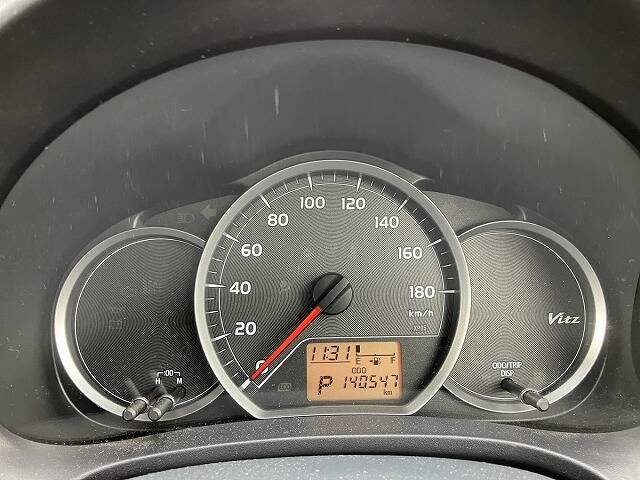 0
20
40
60
80
100
120
140
160
180
km/h
:00
H M
11:31
E F
ODO
P 140547
km
Vitz
ODO/TRIP
DISP.